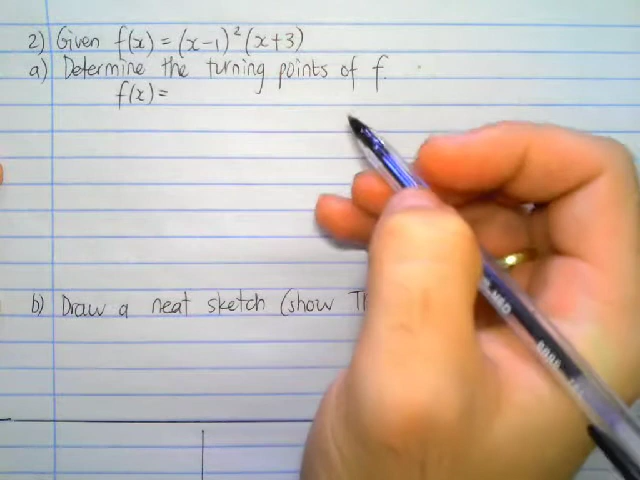 2) Given f(x) = (x-1)²(x+3)
a) Determine the turning points of f.
f(x) =
b) Draw a neat sketch (show